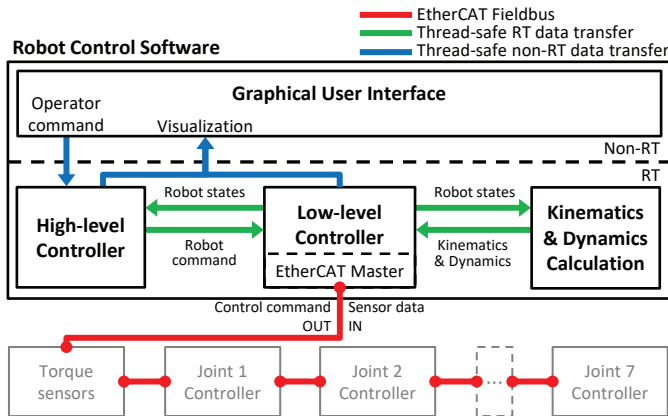 EtherCAT Fieldbus
Thread-safe RT data transfer
Thread-safe non-RT data transfer
Robot Control Software
Graphical User Interface
Operator
command
Visualization
Non-RT
RT
High-level
Controller
Robot states
Robot
command
Low-level
Controller
EtherCAT Master
Robot states
Kinematics
& Dynamics
Kinematics
& Dynamics
Calculation
Control command
OUT
Sensor data
IN
Torque
sensors
Joint 1
Controller
Joint 2
Controller
...
Joint 7
Controller